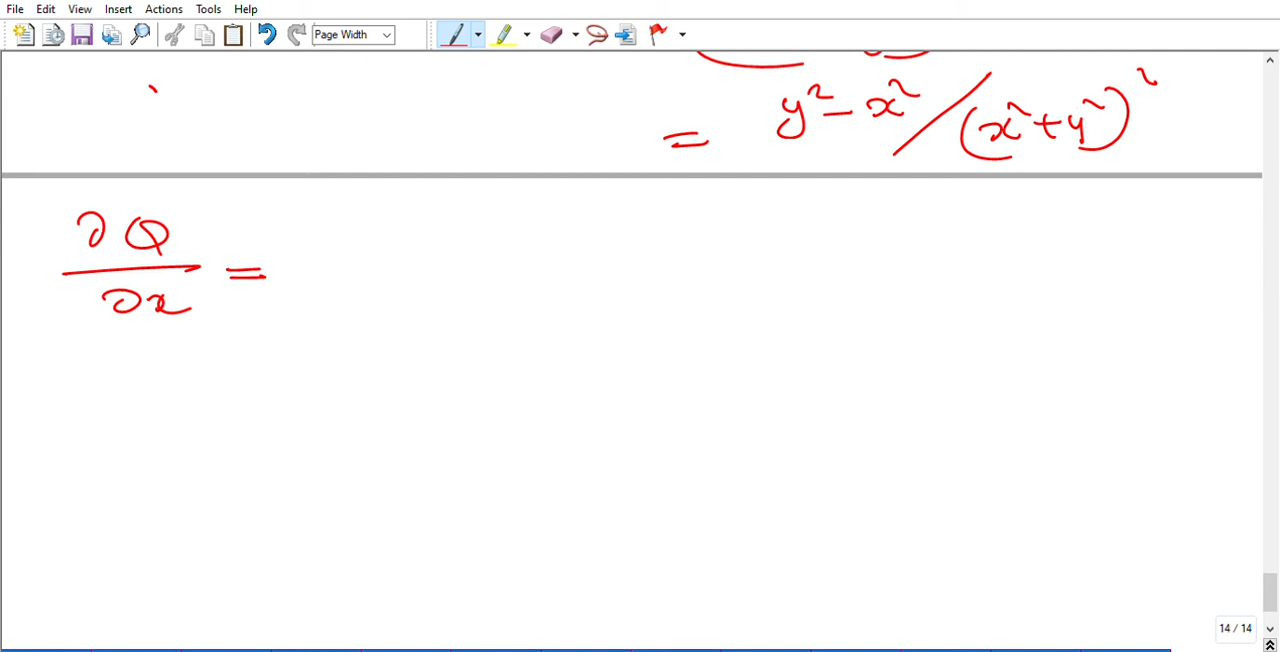 File Edit View Insert Actions Tools Help
Page Width
= y² - x² / (x² + y²)²
∂Q/∂x =
14 / 14